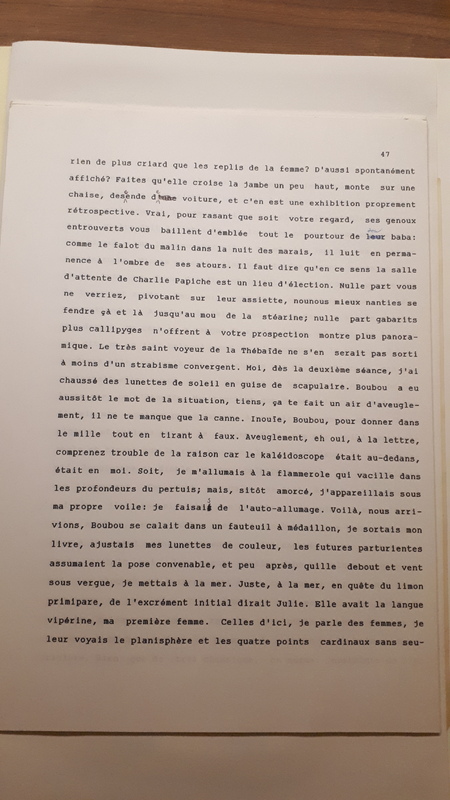 47
rien de plus criard que les replis de la femme? D'aussi spontanément
affiché? Faites qu'elle croise la jambe un peu haut, monte sur une
chaise, descende de voiture, et c'en est une exhibition proprement
rétrospective. Vrai, pour rasant que soit votre regard, ses genoux
entrouverts vous baillent d'emblée tout le pourtour de baba:
comme le falot du malin dans la nuit des marais, il luit en perma-
nence à l'ombre de ses atours. Il faut dire qu'en ce sens la salle
d'attente de Charlie Papiche est un lieu d'élection. Nulle part vous
ne verriez, pivotant sur leur assiette, nounous mieux nanties se
fendre çà et là jusqu'au mou de la stéarine; nulle part gabarits
plus callipyges n'offrent à votre prospection montre plus panora-
mique. Le très saint voyeur de la Thébaïde ne s'en serait pas sorti
à moins d'un strabisme convergent. Moi, dès la deuxième séance, j'ai
chaussé des lunettes de soleil en guise de scapulaire. Boubou a eu
aussitôt le mot de la situation, tiens, ça te fait un air d'aveugle-
ment, il ne te manque que la canne. Inouïe, Boubou, pour donner dans
le mille tout en tirant à faux. Aveuglement, eh oui, à la lettre,
comprenez trouble de la raison car le kaléidoscope était au-dedans,
était en moi. Soit, je m'allumais à la flammerole qui vacille dans
les profondeurs du pertuis; mais, sitôt amorcé, j'appareillais sous
ma propre voile: je faisais de l'auto-allumage. Voilà, nous arri-
vions, Boubou se calait dans un fauteuil à médaillon, je sortais mon
livre, ajustais mes lunettes de couleur, les futures parturientes
assumaient la pose convenable, et peu après, quille debout et vent
sous vergue, je mettais à la mer. Juste, à la mer, en quête du limon
primipare, de l'excrément initial dirait Julie. Elle avait la langue
vipérine, ma première femme. Celles d'ici, je parle des femmes, je
leur voyais le planisphère et les quatre points cardinaux sans seu-